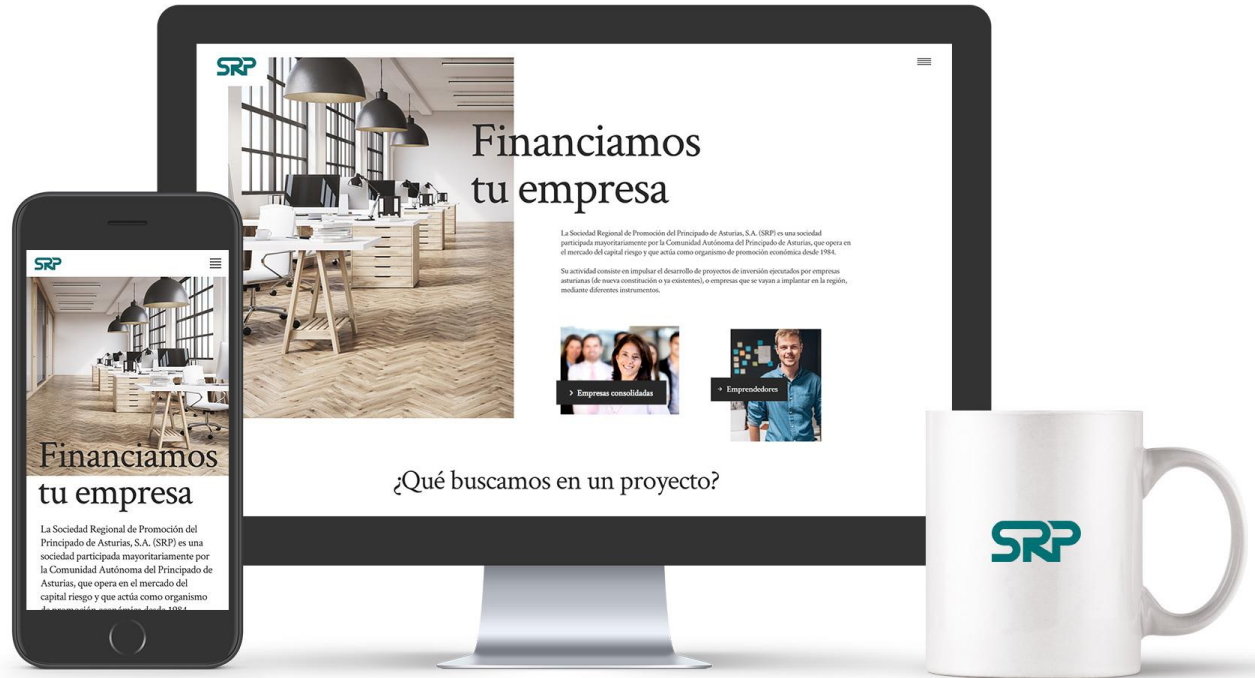 SRP
Financiamos
tu empresa
La Sociedad Regional de Promoción del Principado de Asturias, S.A. (SRP) es una sociedad
participada mayoritariamente por la Comunidad Autónoma del Principado de Asturias, que opera en
el mercado del capital riesgo y que actúa como organismo de promoción económica desde 1984.
Su actividad consiste en impulsar el desarrollo de proyectos de inversión ejecutados por empresas
asturianas (de nueva constitución o ya existentes), o empresas que se vayan a implantar en la región,
mediante diferentes instrumentos.
> Empresas consolidadas
→ Emprendedores
¿Qué buscamos en un proyecto?
SRP
Financiamos
tu empresa
La Sociedad Regional de Promoción del
Principado de Asturias, S.A. (SRP) es una
sociedad participada mayoritariamente por
la Comunidad Autónoma del Principado de
Asturias, que opera en el mercado del
capital riesgo y que actúa como organismo
de promoción económica desde 1984.
SRP